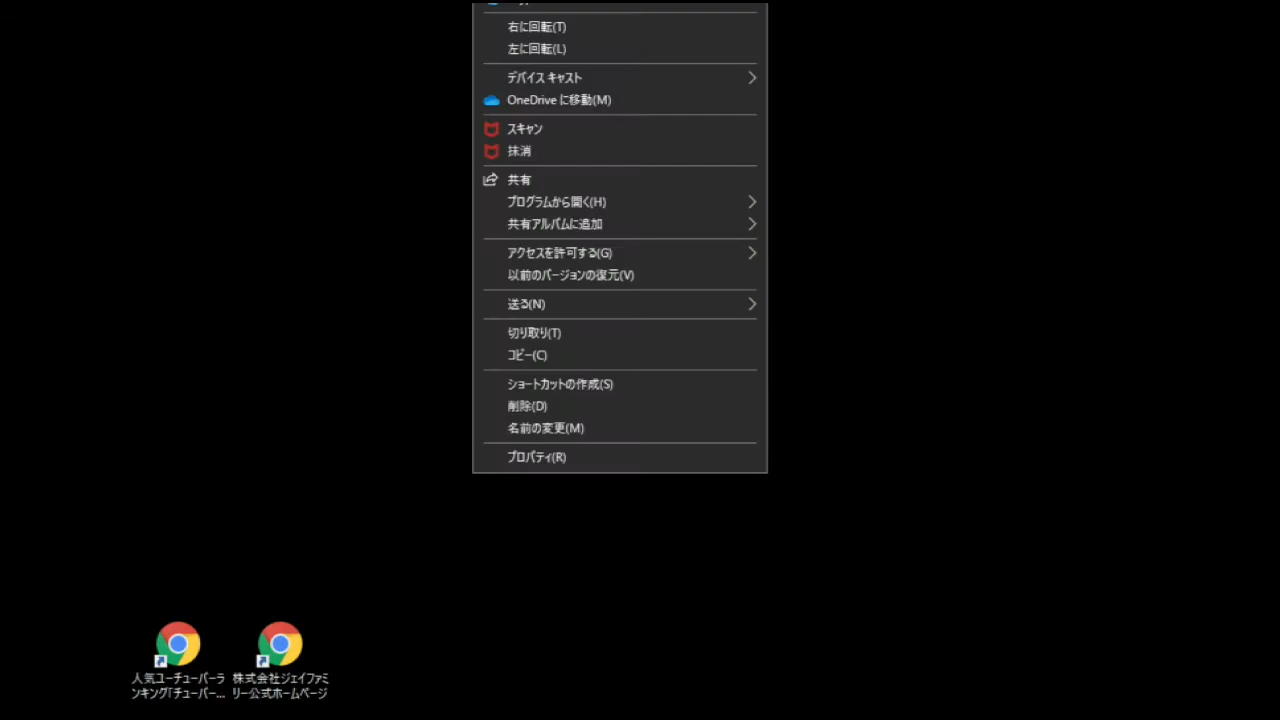 右に回転(T)
左に回転(L)
デバイス キャスト
OneDrive に移動(M)
スキャン
抹消
共有
プログラムから開く(H)
共有アルバムに追加
アクセスを許可する(G)
以前のバージョンの復元(V)
送る(N)
切り取り(T)
コピー(C)
ショートカットの作成(S)
削除(D)
名前の変更(M)
プロパティ(R)
人気ユーチューバーラ
ンキング「チューバー...
株式会社ジェイファミ
リー公式ホームページ